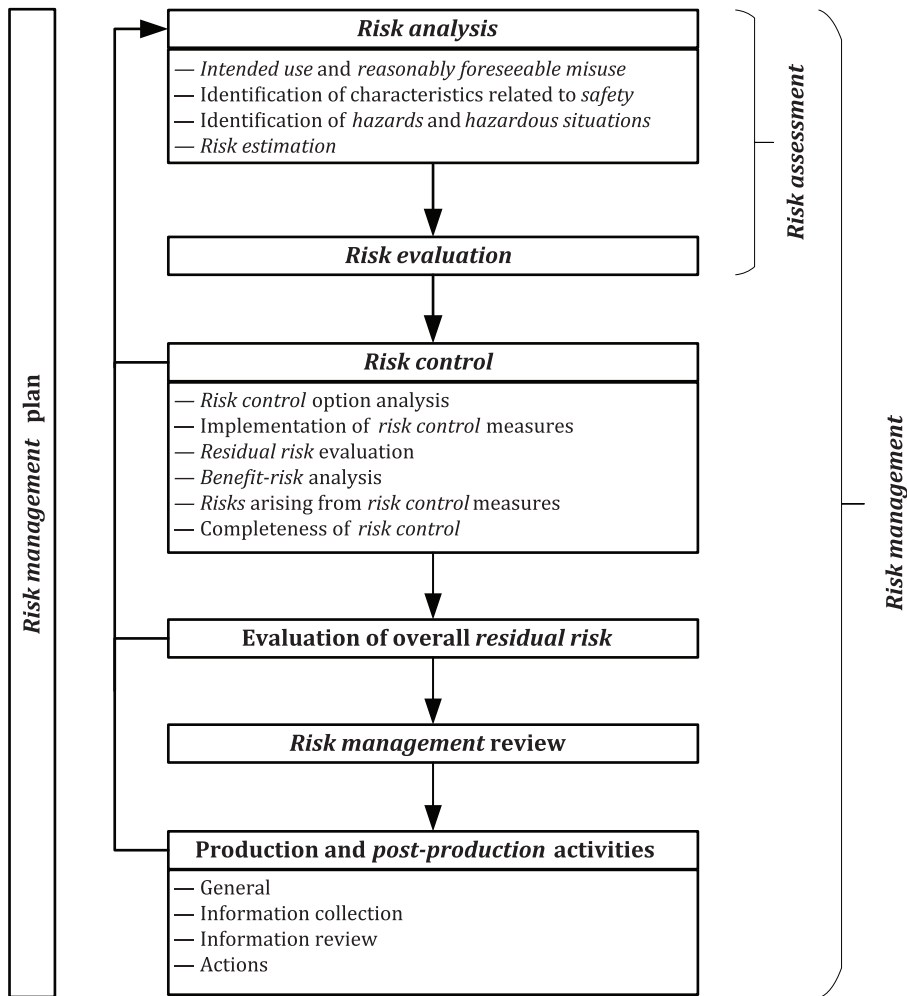 Risk management plan
Risk analysis
— Intended use and reasonably foreseeable misuse
— Identification of characteristics related to safety
— Identification of hazards and hazardous situations
— Risk estimation
Risk evaluation
Risk assessment
Risk control
— Risk control option analysis
— Implementation of risk control measures
— Residual risk evaluation
— Benefit-risk analysis
— Risks arising from risk control measures
— Completeness of risk control
Evaluation of overall residual risk
Risk management review
Production and post-production activities
— General
— Information collection
— Information review
— Actions
Risk management